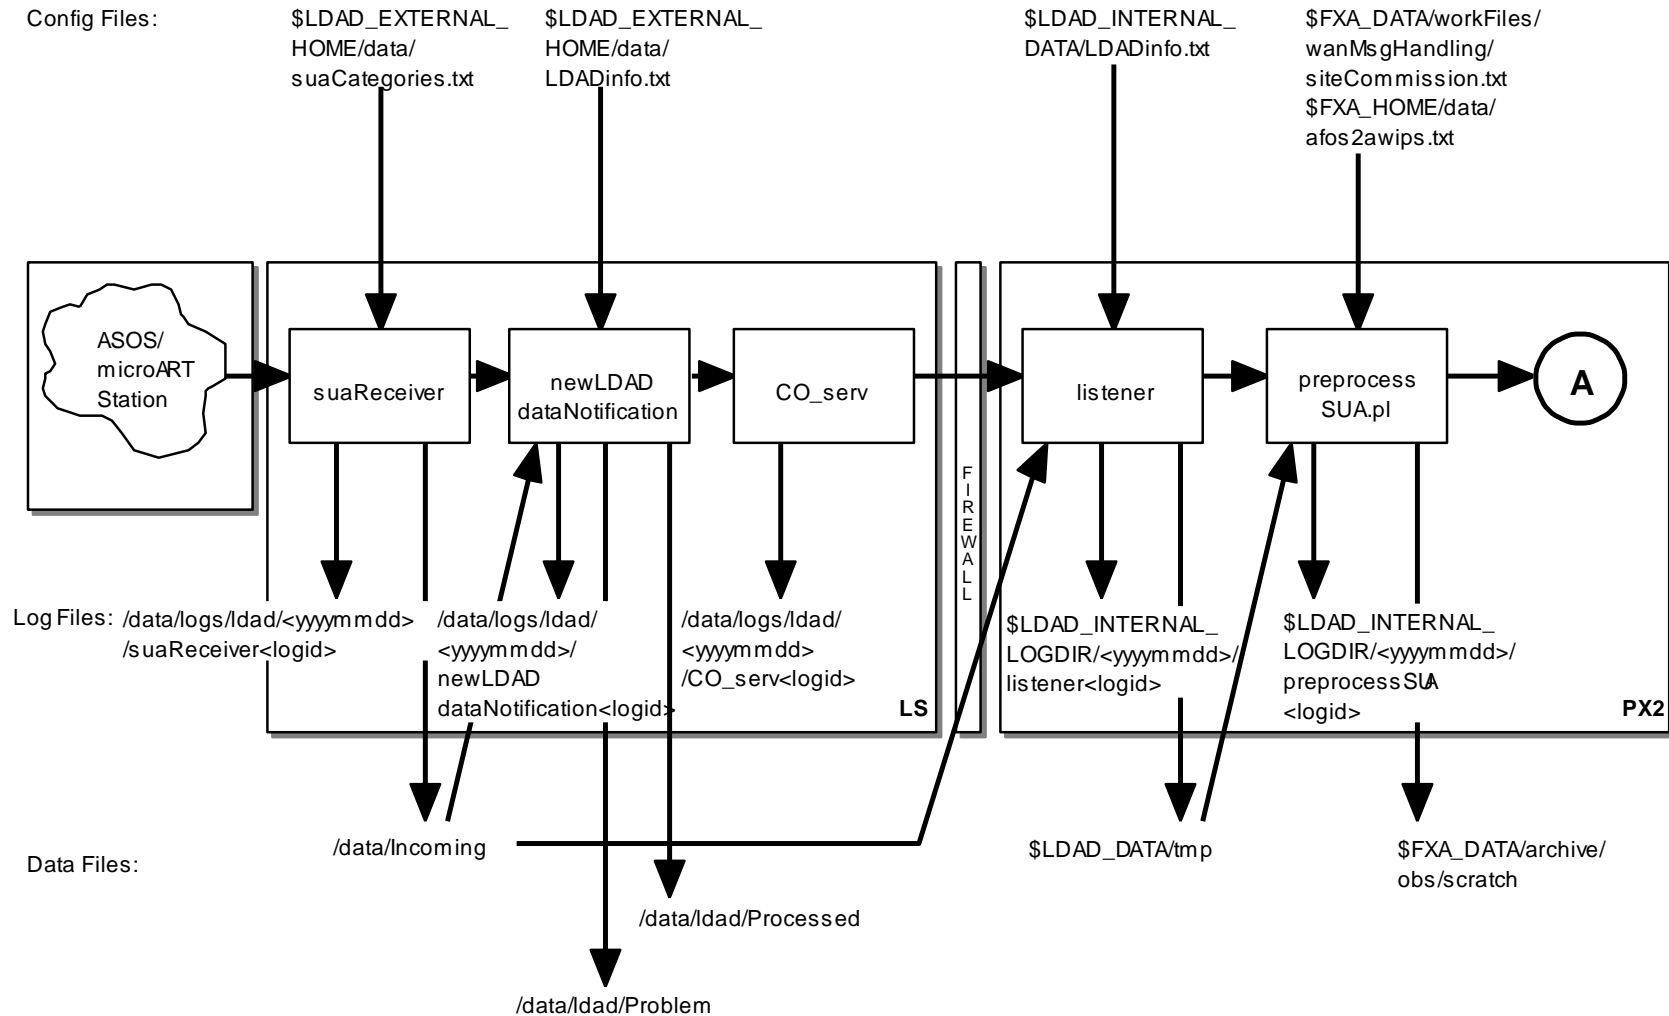 Config Files:
$LDAD_EXTERNAL_
HOME/data/
suaCategories.txt
$LDAD_EXTERNAL_
HOME/data/
LDADinfo.txt
$LDAD_INTERNAL_
DATA/LDADinfo.txt
$FXA_DATA/workFiles/
wanMsgHandling/
siteCommission.txt
$FXA_HOME/data/
afos2awips.txt
ASOS/
microART
Station
suaReceiver
newLDAD
dataNotification
CO_serv
FIREWALL
listener
preprocess
SUA.pl
A
Log Files:
/data/logs/ldad/<yyyymmdd>
/suaReceiver<logid>
/data/logs/ldad/
<yyyymmdd>/
newLDAD
dataNotification<logid>
/data/logs/ldad/
<yyyymmdd>
/CO_serv<logid>
LS
$LDAD_INTERNAL_
LOGDIR/<yyyymmdd>/
listener<logid>
$LDAD_INTERNAL_
LOGDIR/<yyyymmdd>/
preprocessSUA
<logid>
PX2
Data Files:
/data/Incoming
/data/ldad/Processed
/data/ldad/Problem
$LDAD_DATA/tmp
$FXA_DATA/archive/
obs/scratch